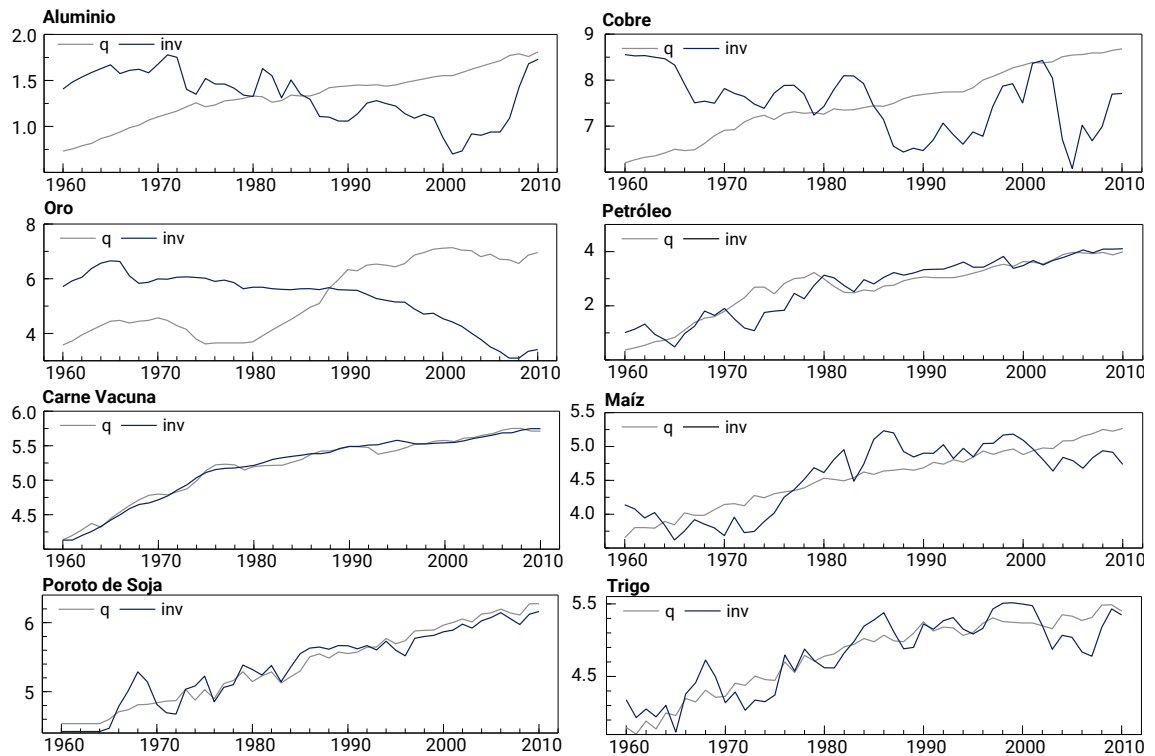 Aluminio
q inv
2.0
1.5
1.0
1960 1970 1980 1990 2000 2010
Cobre
q inv
9
8
7
1960 1970 1980 1990 2000 2010
Oro
q inv
8
6
4
1960 1970 1980 1990 2000 2010
Petróleo
q inv
4
2
1960 1970 1980 1990 2000 2010
Carne Vacuna
q inv
6.0
5.5
5.0
4.5
1960 1970 1980 1990 2000 2010
Maíz
q inv
5.5
5.0
4.5
4.0
1960 1970 1980 1990 2000 2010
Poroto de Soja
q inv
6
5
1960 1970 1980 1990 2000 2010
Trigo
q inv
5.5
4.5
1960 1970 1980 1990 2000 2010